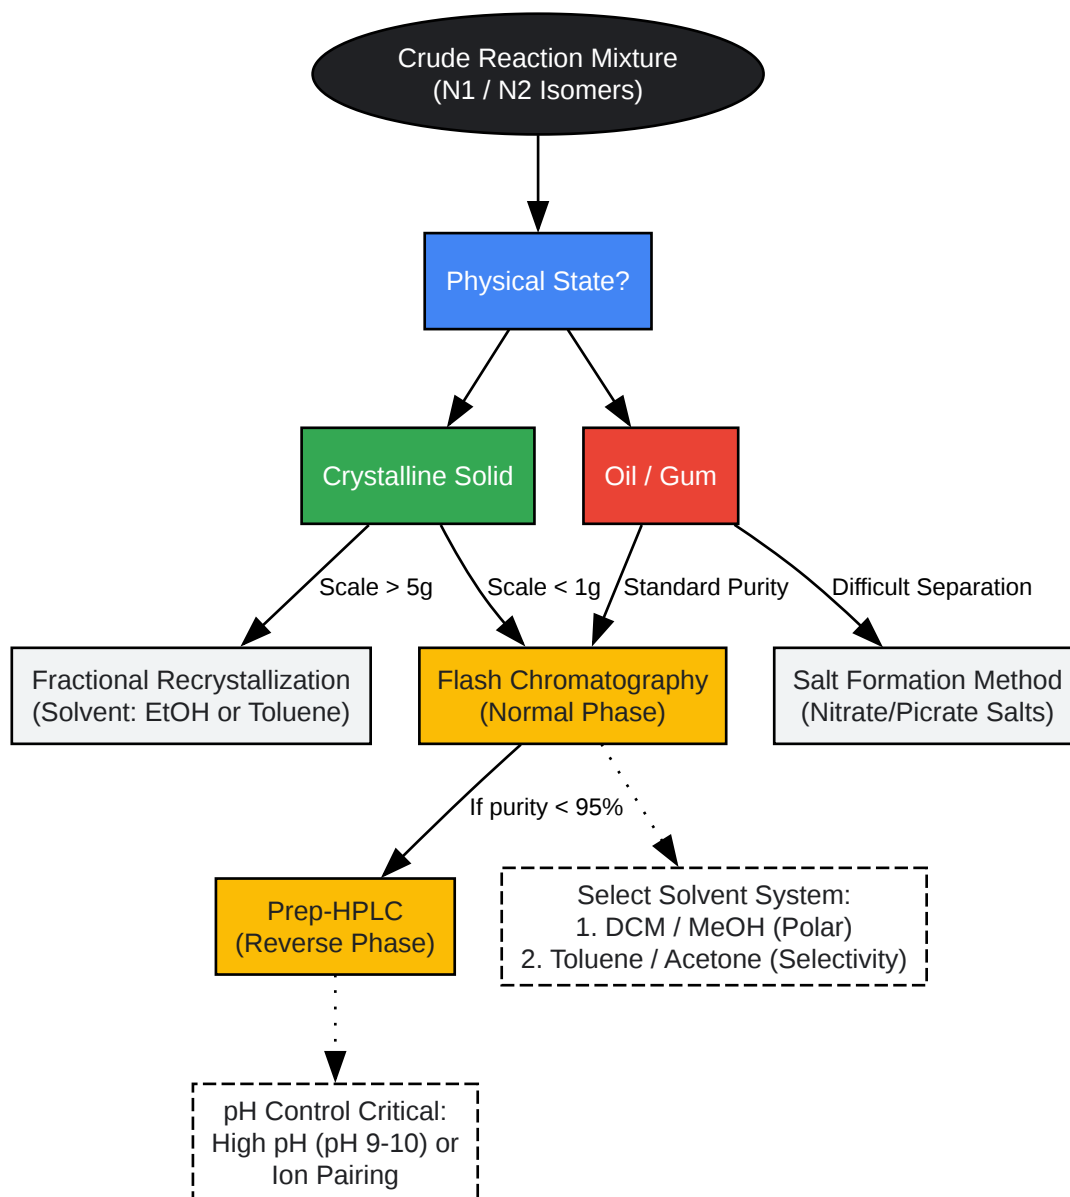 Crude Reaction Mixture
(N1 / N2 Isomers)
Physical State?
Crystalline Solid
Oil / Gum
Scale > 5g
Scale < 1g
Standard Purity
Difficult Separation
Fractional Recrystallization
(Solvent: EtOH or Toluene)
Flash Chromatography
(Normal Phase)
Salt Formation Method
(Nitrate/Picrate Salts)
If purity < 95%
Prep-HPLC
(Reverse Phase)
Select Solvent System:
1. DCM / MeOH (Polar)
2. Toluene / Acetone (Selectivity)
pH Control Critical:
High pH (pH 9-10) or
Ion Pairing